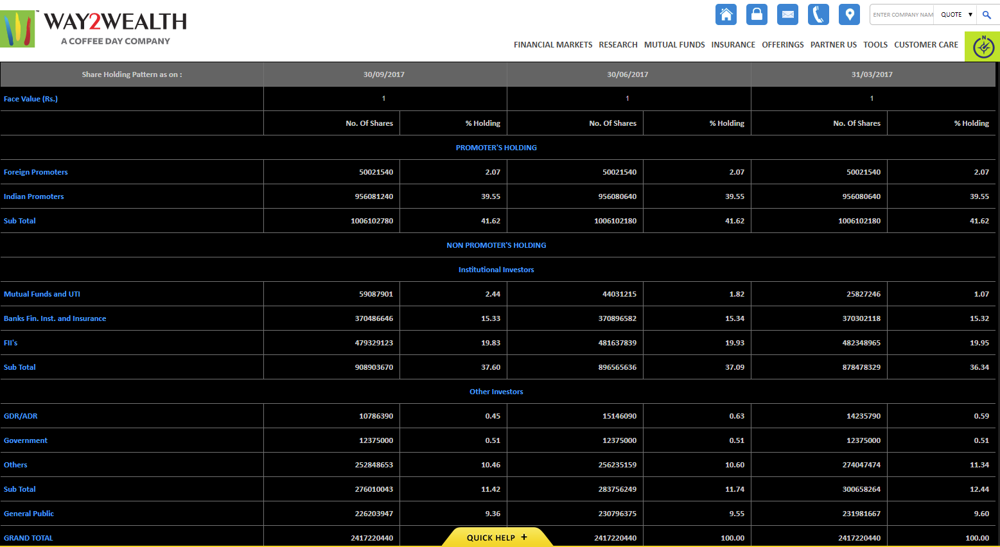 WAY2WEALTH™
A COFFEE DAY COMPANY
ENTER COMPANY NAM QUOTE ▼
FINANCIAL MARKETS RESEARCH MUTUAL FUNDS INSURANCE OFFERINGS PARTNER US TOOLS CUSTOMER CARE N
Share Holding Pattern as on : 30/09/2017 30/06/2017 31/03/2017
Face Value (Rs.) 1 1 1
No. Of Shares % Holding No. Of Shares % Holding No. Of Shares % Holding
PROMOTER'S HOLDING
Foreign Promoters 50021540 2.07 50021540 2.07 50021540 2.07
Indian Promoters 956081240 39.55 956080640 39.55 956080640 39.55
Sub Total 1006102780 41.62 1006102180 41.62 1006102180 41.62
NON PROMOTER'S HOLDING
Institutional Investors
Mutual Funds and UTI 59087901 2.44 44031215 1.82 25827246 1.07
Banks Fin. Inst. and Insurance 370486646 15.33 370896582 15.34 370302118 15.32
FII's 479329123 19.83 481637839 19.93 482348965 19.95
Sub Total 908903670 37.60 896565636 37.09 878478329 36.34
Other Investors
GDR/ADR 10786390 0.45 15146090 0.63 14235790 0.59
Government 12375000 0.51 12375000 0.51 12375000 0.51
Others 252848653 10.46 256235159 10.60 274047474 11.34
Sub Total 276010043 11.42 283756249 11.74 300658264 12.44
General Public 226203947 9.36 230796375 9.55 231981667 9.60
GRAND TOTAL 2417220440 QUICK HELP + 2417220440 100.00 2417220440 100.00